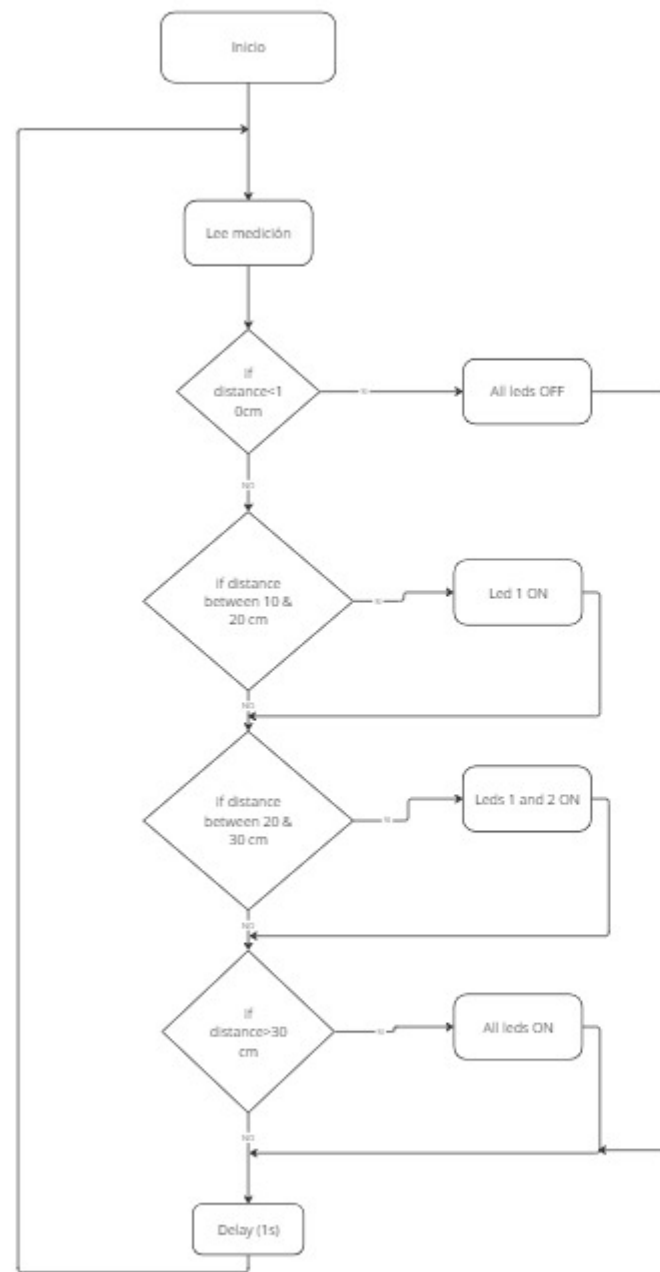 Inicio
Lee medición
If
distance<1
0cm
All leds OFF
NO
if distance
between 10 &
20 cm
Led 1 ON
NO
If distance
between 20 &
30 cm
Leds 1 and 2 ON
NO
If
distance>30
cm
All leds ON
NO
Delay (1s)